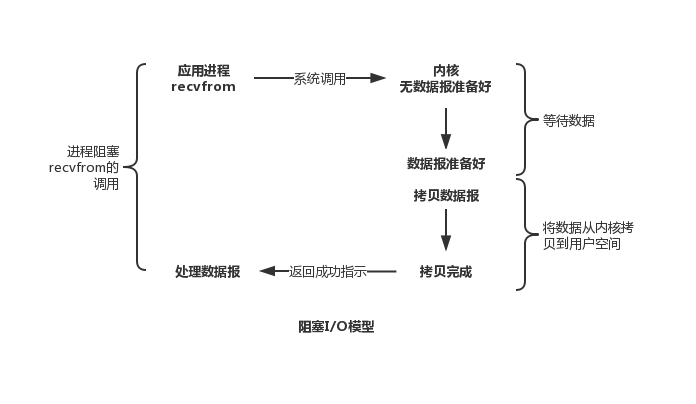 应用进程
recvfrom
系统调用
内核
无数据报准备好
等待数据
进程阻塞
recvfrom的
调用
数据报准备好
拷贝数据报
将数据从内核拷
贝到用户空间
处理数据报
返回成功指示
拷贝完成
阻塞I/O模型